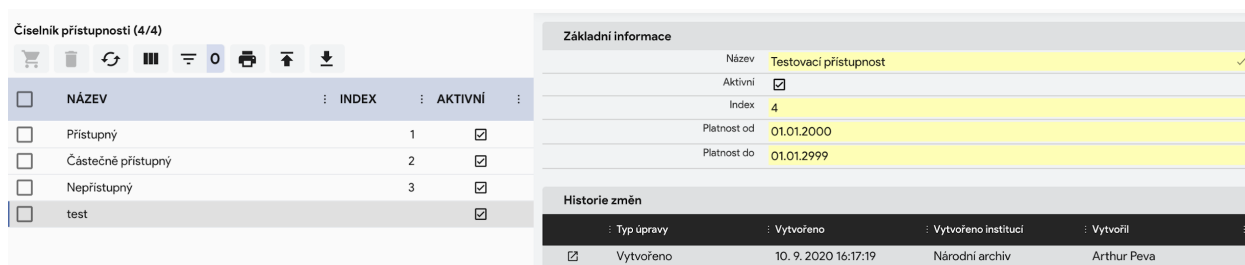 Číselník přístupnosti (4/4)
0
NÁZEV INDEX AKTIVNÍ
Přístupný 1
Částečně přístupný 2
Nepřístupný 3
test
Základní informace
Název Testovací přístupnost
Aktivní
Index 4
Platnost od 01.01.2000
Platnost do 01.01.2999
Historie změn
Typ úpravy Vytvořeno Vytvořeno institucí Vytvořil
Vytvořeno 10. 9. 2020 16:17:19 Národní archiv Arthur Peva